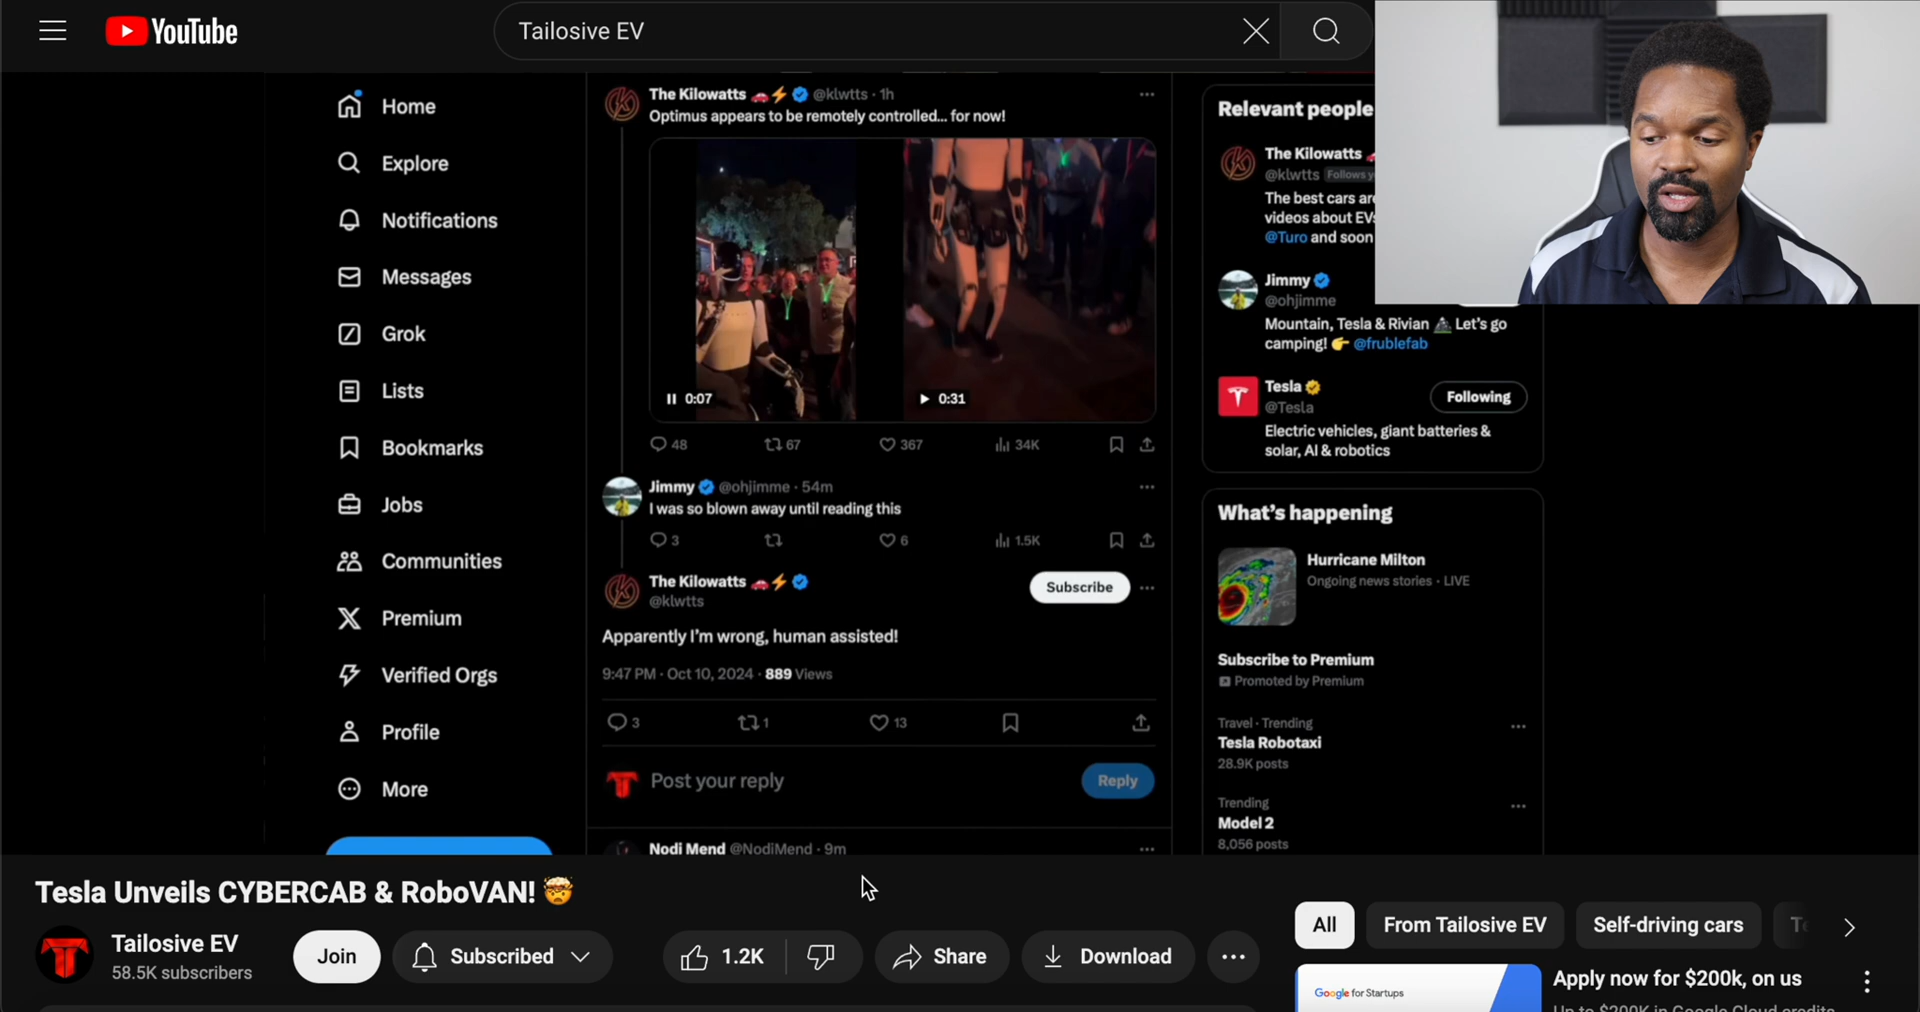 YouTube
Tailosive EV
Home
Explore
Notifications
Messages
Grok
Lists
Bookmarks
Jobs
Communities
Premium
Verified Orgs
Profile
More
The Kilowatts 🚗⚡ @klwtts · 1h
Optimus appears to be remotely controlled... for now!
0:07
0:31
48 67 367 34K
Jimmy @ohjimme · 54m
I was so blown away until reading this
3 6 1.5K
The Kilowatts 🚗⚡
@klwtts
Subscribe
Apparently I'm wrong, human assisted!
9:47 PM · Oct 10, 2024 · 889 Views
3 1 13
Post your reply
Reply
Nodi Mend @NodiMend · 9m
Relevant people
The Kilowatts
@klwtts Follows
The best cars
videos about
@Turo and soon
Jimmy
@ohjimme
Mountain, Tesla & Rivian 🏔 Let's go
camping! 👉 @frublefab
Tesla
@Tesla
Following
Electric vehicles, giant batteries &
solar, AI & robotics
What's happening
Hurricane Milton
Ongoing news stories · LIVE
Subscribe to Premium
Promoted by Premium
Travel · Trending
Tesla Robotaxi
28.9K posts
Trending
Model 2
8,056 posts
Tesla Unveils CYBERCAB & RoboVAN! 🤯
Tailosive EV
58.5K subscribers
Join
Subscribed
1.2K
Share
Download
All
From Tailosive EV
Self-driving cars
Google for Startups
Apply now for $200k, on us
Up to $200K in Google Cloud credits